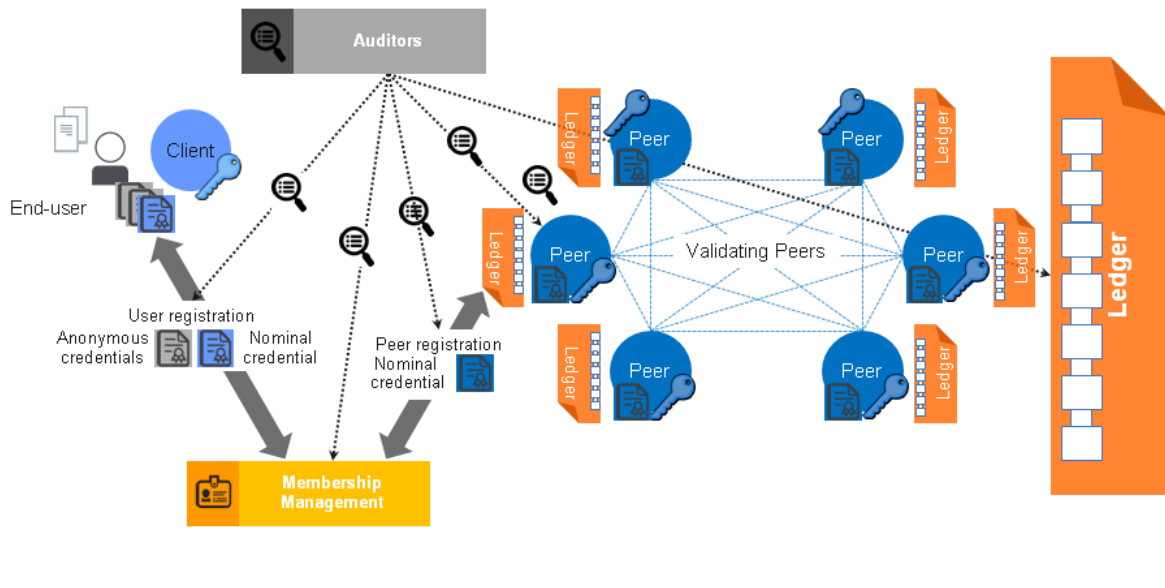 Auditors
Client
End-user
User registration
Anonymous
credentials
Nominal
credential
Peer registration
Nominal
credential
Membership
Management
Ledger
Peer
Peer
Ledger
Ledger
Peer
Validating Peers
Peer
Ledger
Ledger
Peer
Peer
Ledger
Ledger